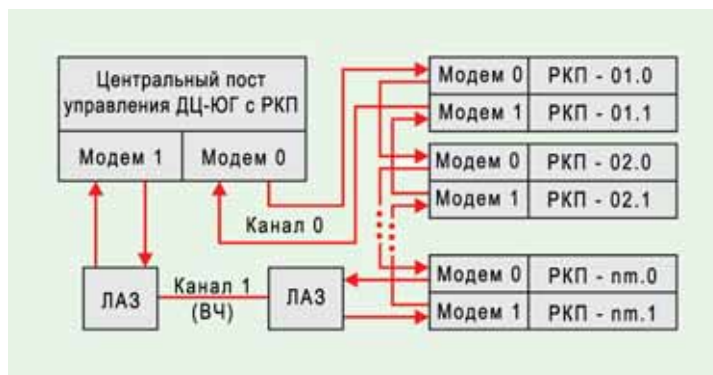 Центральный пост
управления ДЦ-ЮГ с РКП
Модем 1 Модем 0
Канал 0
ЛАЗ
Канал 1
(ВЧ)
ЛАЗ
Модем 0 РКП - 01.0
Модем 1 РКП - 01.1
Модем 0 РКП - 02.0
Модем 1 РКП - 02.1
Модем 0 РКП - nm.0
Модем 1 РКП - nm.1